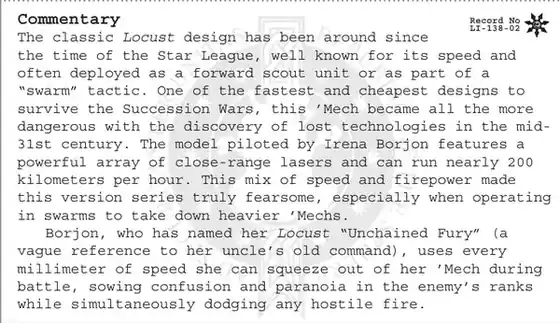 Commentary
Record No
LI-138-02
The classic Locust design has been around since
the time of the Star League, well known for its speed and
often deployed as a forward scout unit or as part of a
“swarm” tactic. One of the fastest and cheapest designs to
survive the Succession Wars, this ’Mech became all the more
dangerous with the discovery of lost technologies in the mid-
31st century. The model piloted by Irena Borjon features a
powerful array of close-range lasers and can run nearly 200
kilometers per hour. This mix of speed and firepower made
this version series truly fearsome, especially when operating
in swarms to take down heavier ’Mechs.
Borjon, who has named her Locust “Unchained Fury” (a
vague reference to her uncle’s old command), uses every
millimeter of speed she can squeeze out of her ’Mech during
battle, sowing confusion and paranoia in the enemy’s ranks
while simultaneously dodging any hostile fire.